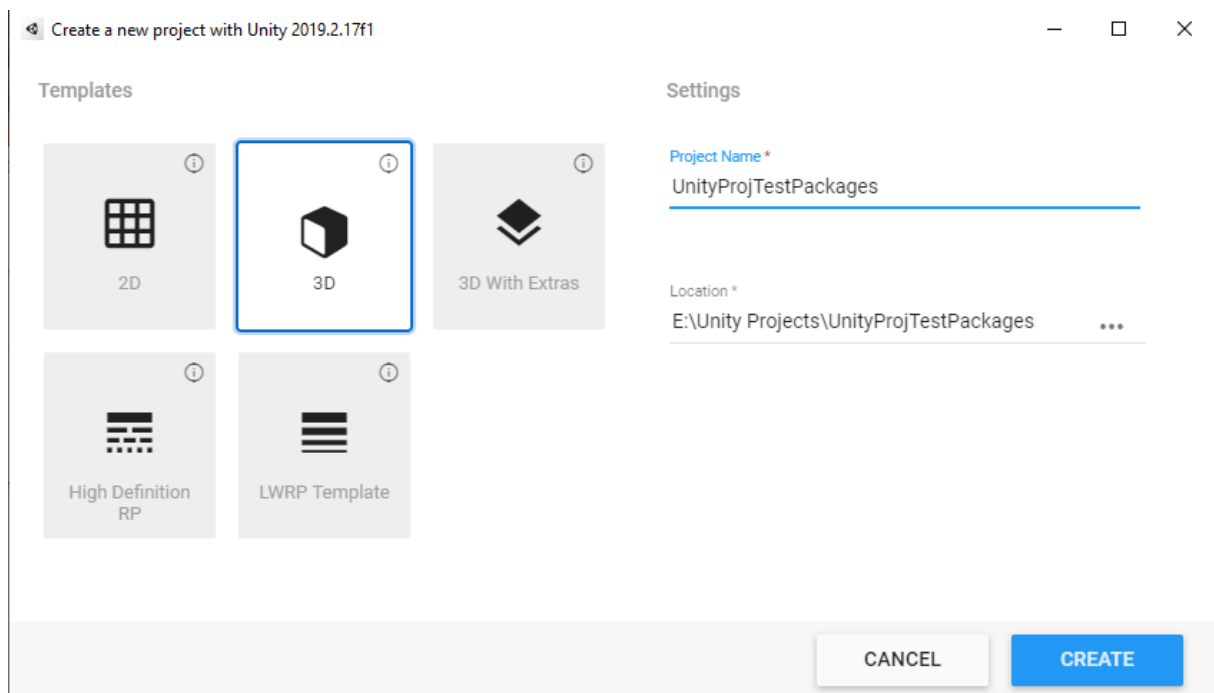 Create a new project with Unity 2019.2.17f1
Templates
2D
3D
3D With Extras
High Definition
RP
LWRP Template
Settings
Project Name *
UnityProjTestPackages
Location *
E:\Unity Projects\UnityProjTestPackages
CANCEL
CREATE